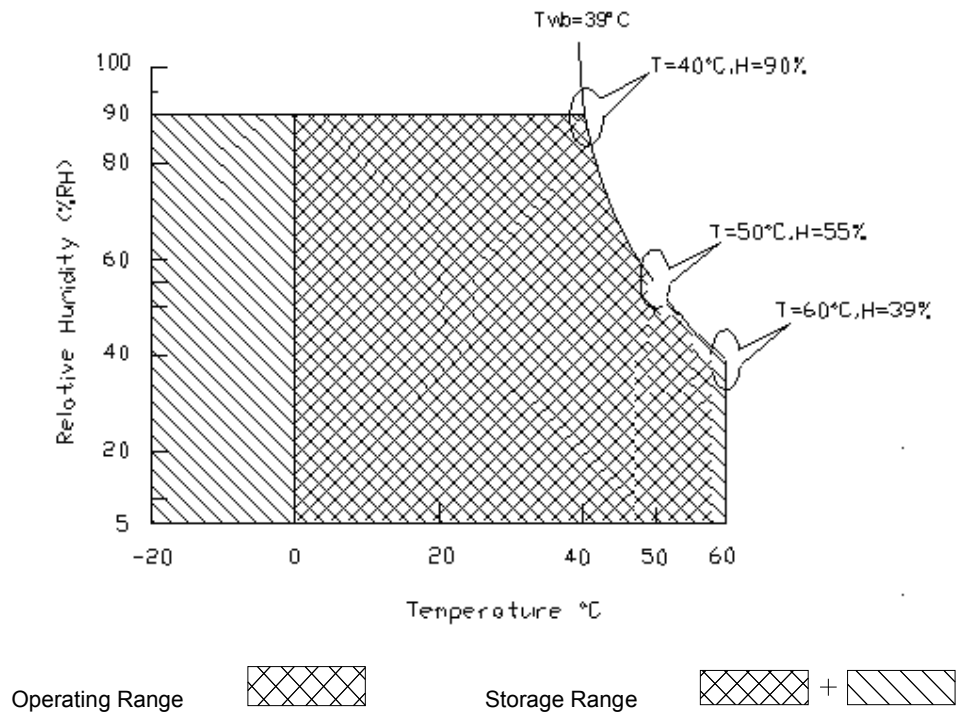 Twb=39°C
T=40°C,H=90%
100
90
80
T=50°C,H=55%
60
T=60°C,H=39%
40
20
5
Relative Humidity (%RH)
-20 0 20 40 50 60
Temperature °C
Operating Range Storage Range +